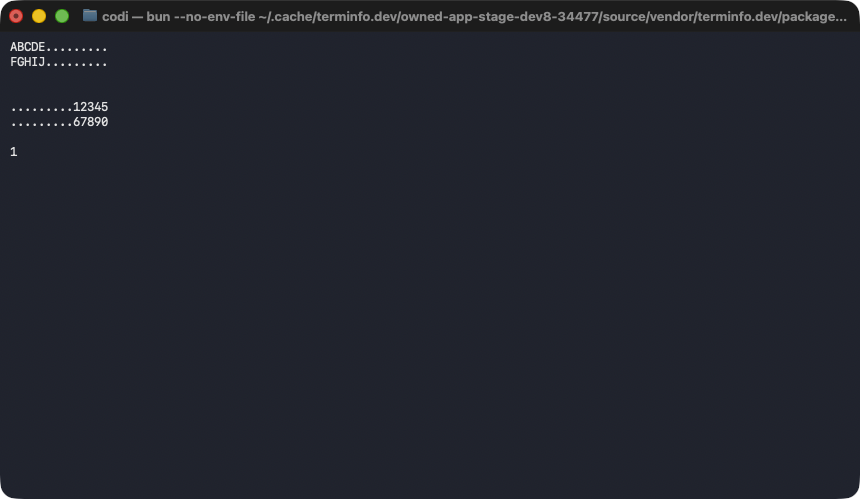 codi — bun --no-env-file ~/.cache/terminfo.dev/owned-app-stage-dev8-34477/source/vendor/terminfo.dev/package...
ABCDE.........
FGHIJ.........
.........12345
.........67890
1